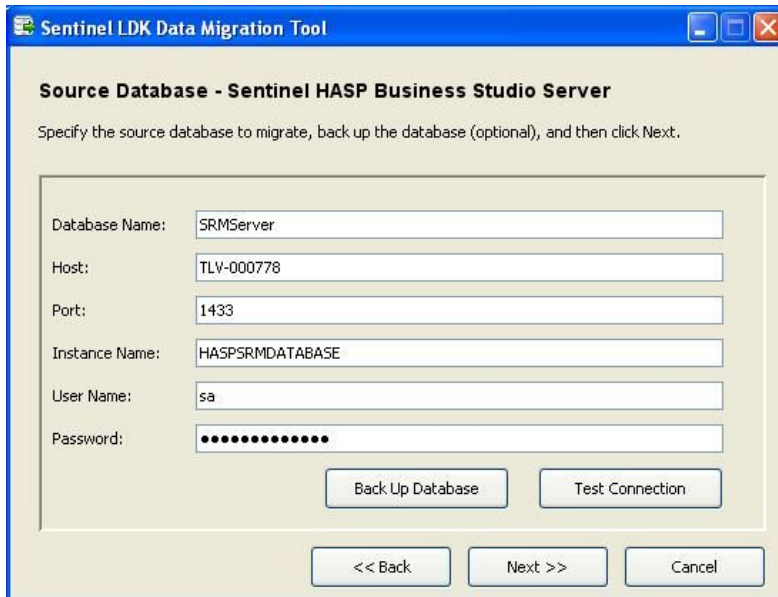 Sentinel LDK Data Migration Tool
Source Database - Sentinel HASP Business Studio Server
Specify the source database to migrate, back up the database (optional), and then click Next.
Database Name: SRMServer
Host: TLV-000778
Port: 1433
Instance Name: HASPSRMDATABASE
User Name: sa
Password: •••••••••••••
Back Up Database Test Connection
<< Back Next >> Cancel